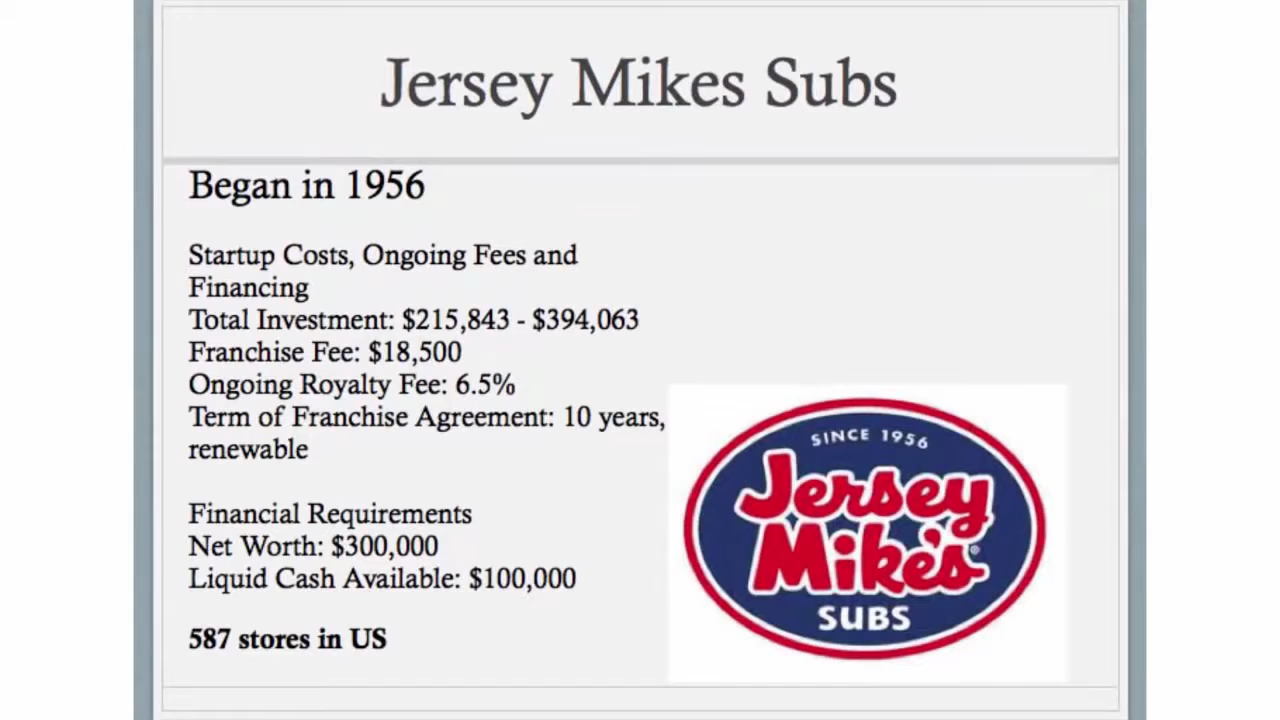 Jersey Mikes Subs
Began in 1956
Startup Costs, Ongoing Fees and
Financing
Total Investment: $215,843 - $394,063
Franchise Fee: $18,500
Ongoing Royalty Fee: 6.5%
Term of Franchise Agreement: 10 years,
renewable
Financial Requirements
Net Worth: $300,000
Liquid Cash Available: $100,000
587 stores in US
SINCE 1956
Jersey
Mike's®
SUBS